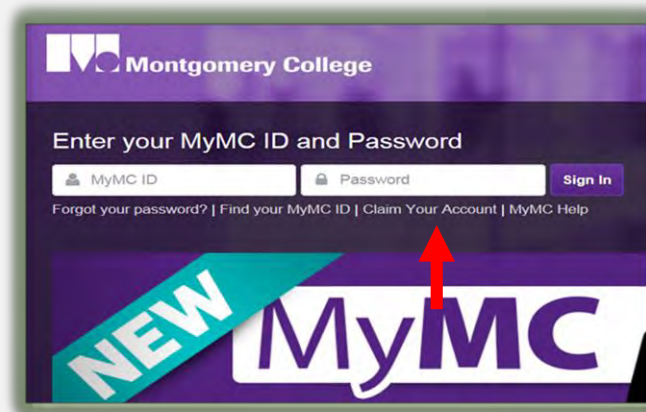 Montgomery College
Enter your MyMC ID and Password
MyMC ID Password Sign In
Forgot your password? | Find your MyMC ID | Claim Your Account | MyMC Help
NEW
MyMC